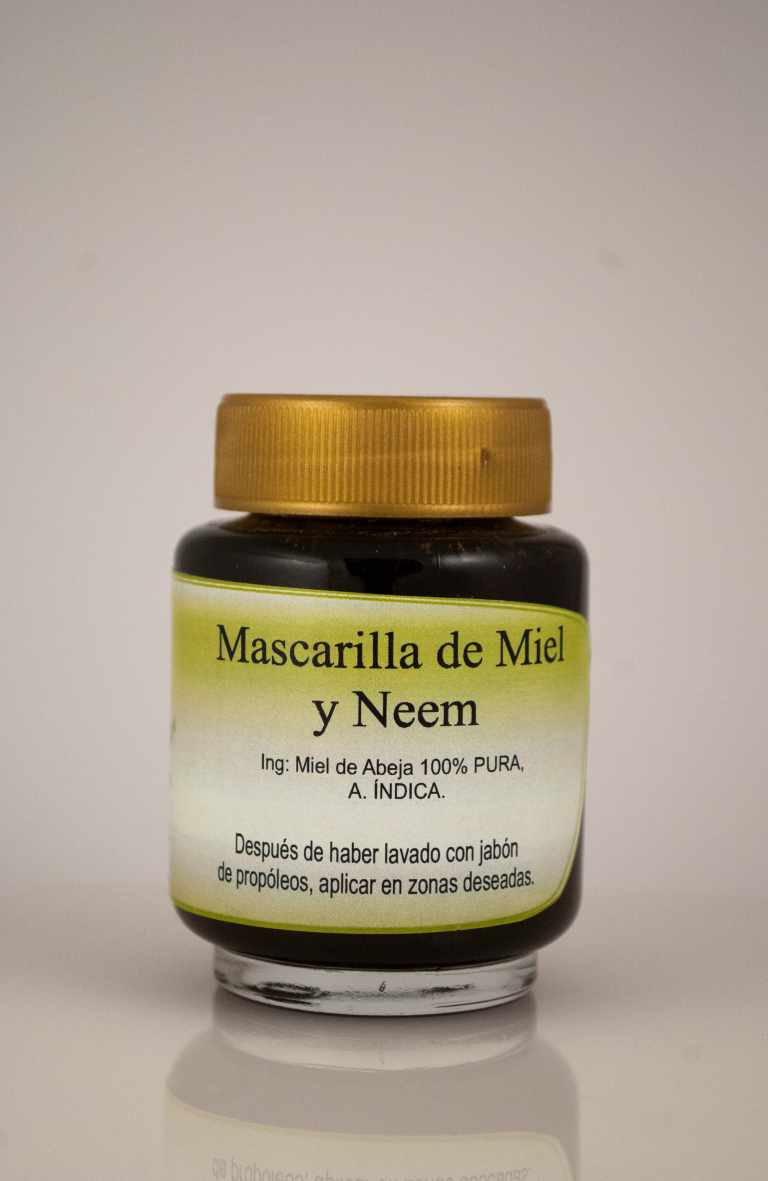 Mascarilla de Miel
y Neem
Ing: Miel de Abeja 100% PURA,
A. ÍNDICA.
Después de haber lavado con jabón
de propóleos, aplicar en zonas deseadas.